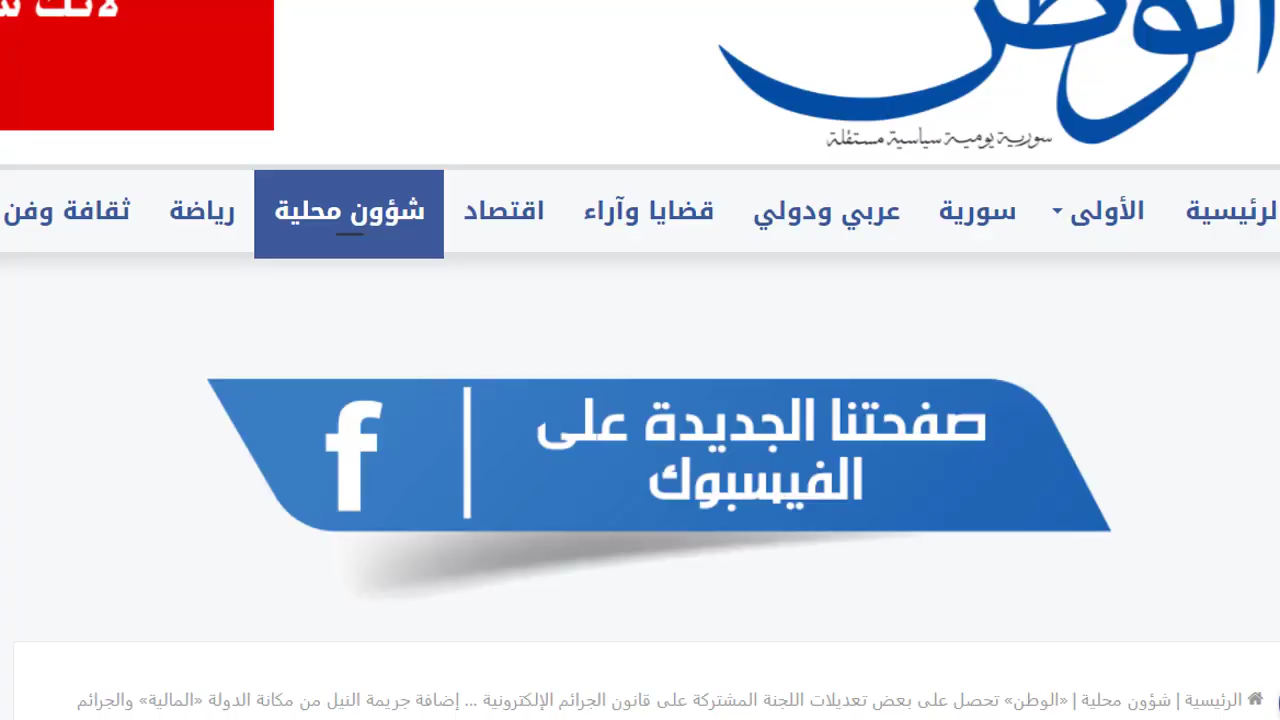 الوطن
سورية يومية سياسية مستقلة
الأولى سورية عربي ودولي قضايا وآراء اقتصاد شؤون محلية رياضة ثقافة وفن
صفحتنا الجديدة على
الفيسبوك
الرئيسية | شؤون محلية | «الوطن» تحصل على بعض تعديلات اللجنة المشتركة على قانون الجرائم الإلكترونية ... إضافة جريمة النيل من مكانة الدولة «المالية» والجرائم